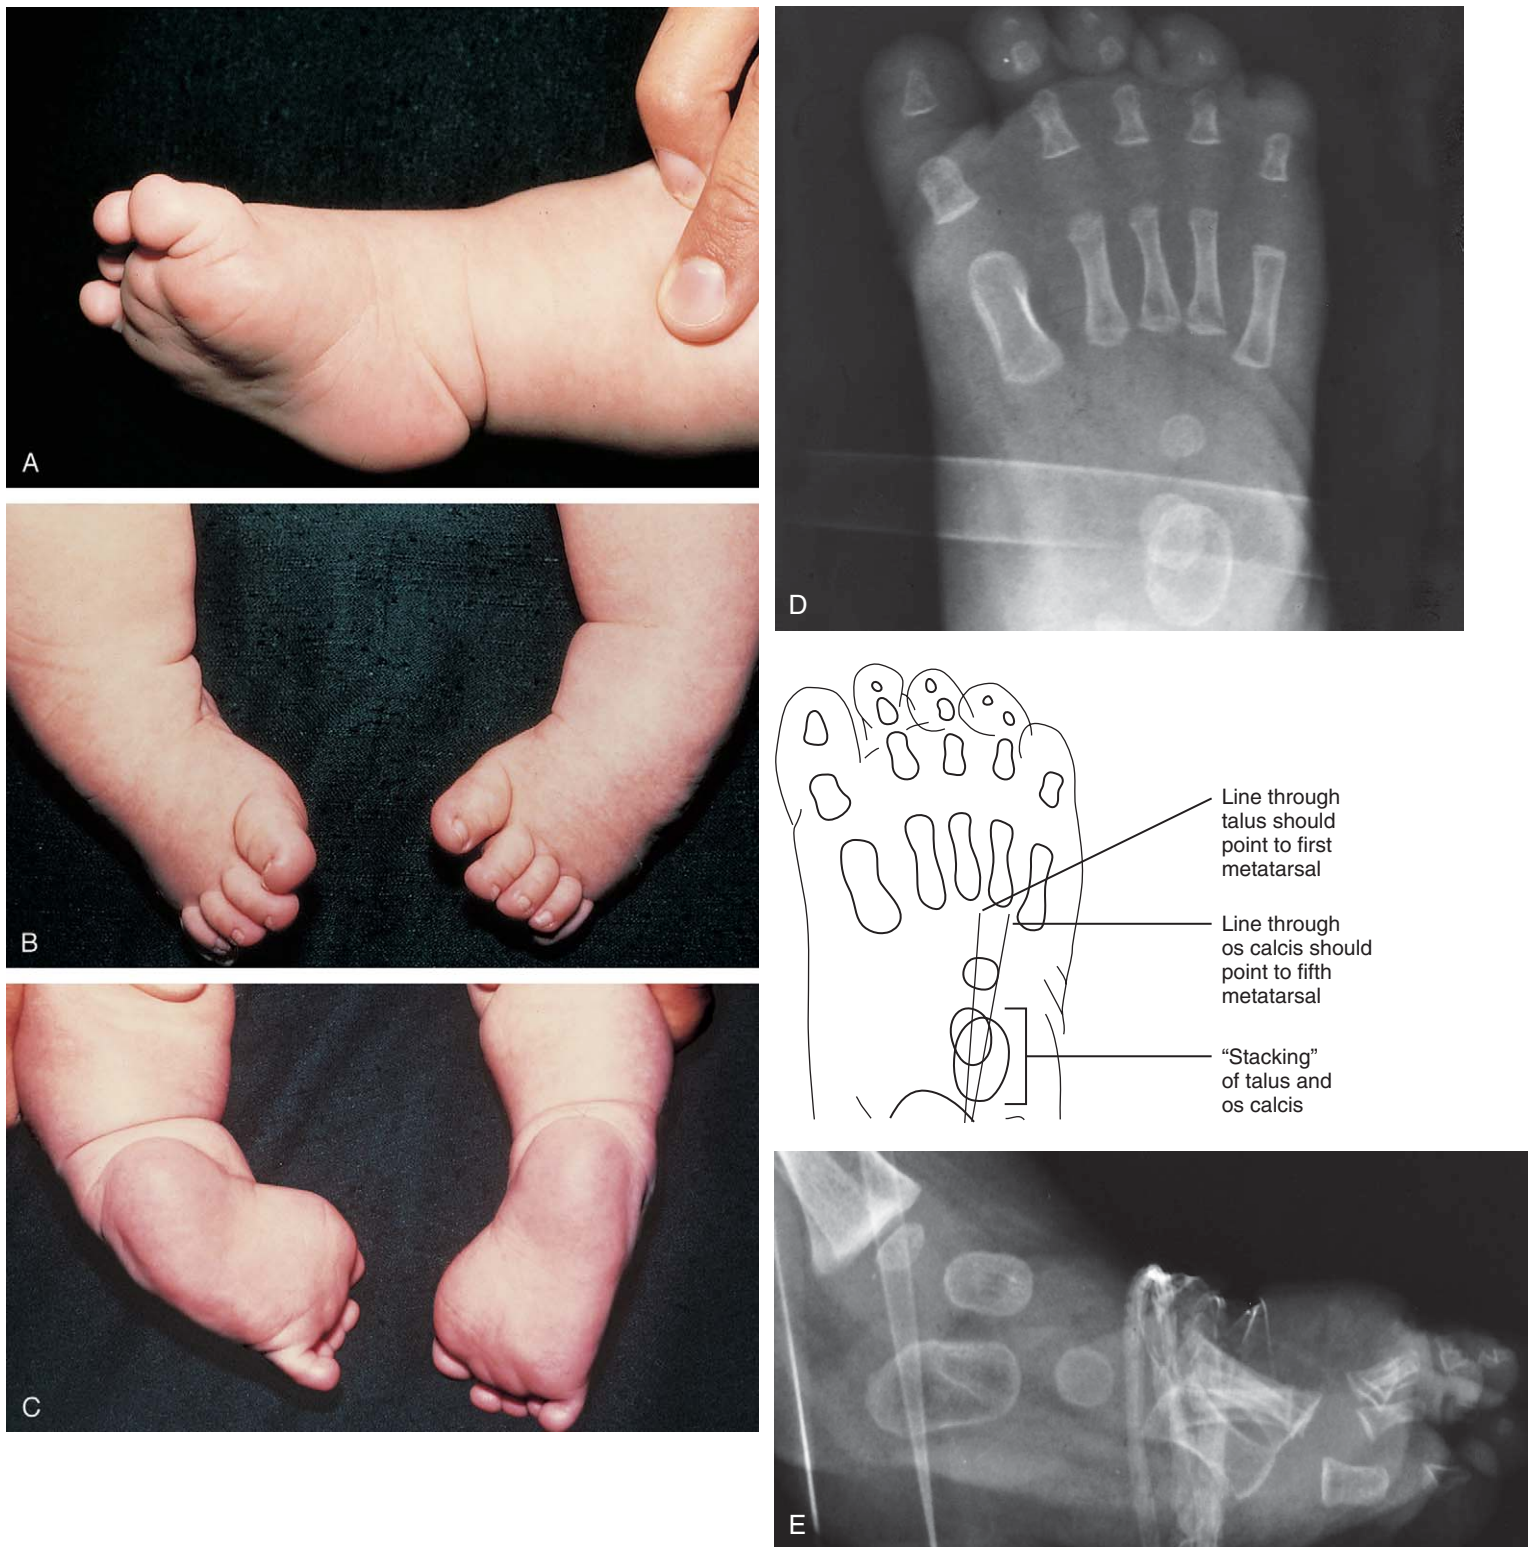 A
B
C
D
Line through
talus should
point to first
metatarsal
Line through
os calcis should
point to fifth
metatarsal
“Stacking”
of talus and
os calcis
E